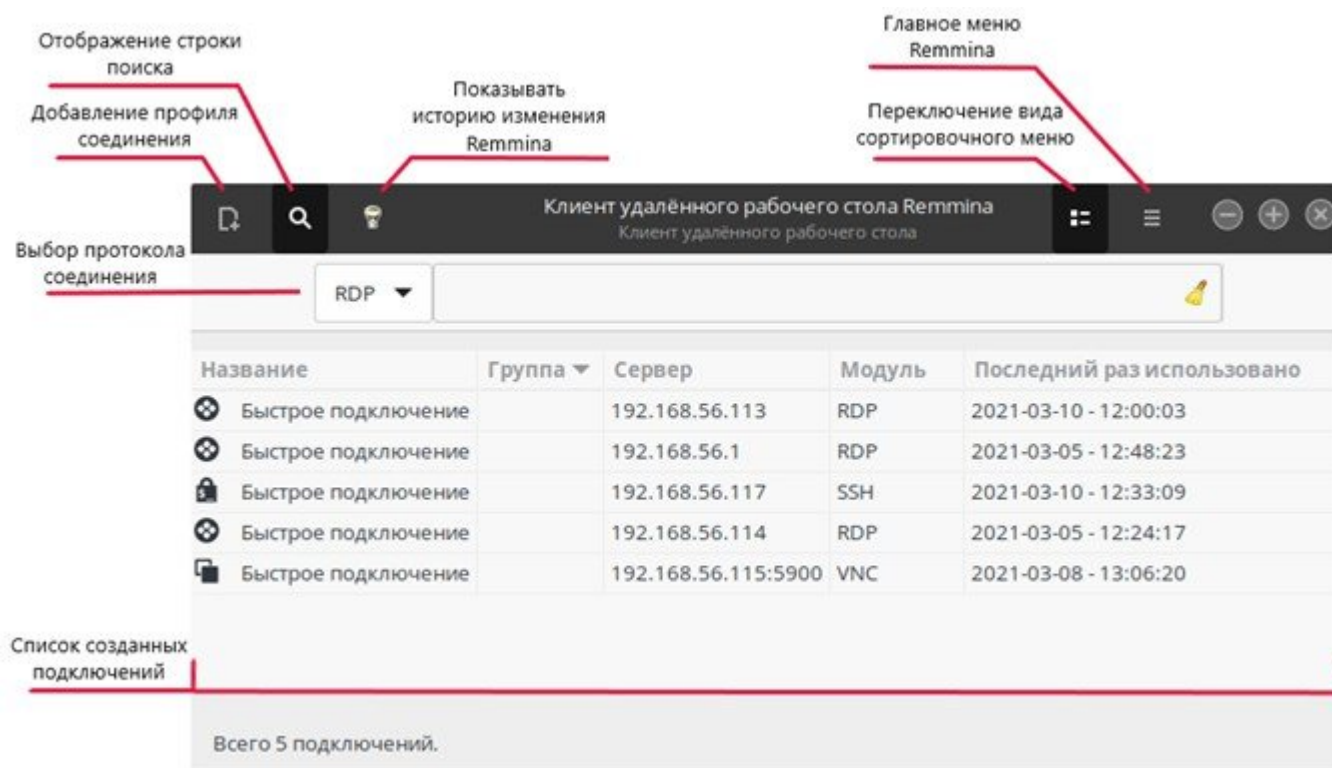 Отображение строки
поиска
Добавление профиля
соединения
Показывать
историю изменения
Remmina
Главное меню
Remmina
Переключение вида
сортировочного меню
Клиент удалённого рабочего стола Remmina
Клиент удалённого рабочего стола
Выбор протокола
соединения
RDP
Название Группа Сервер Модуль Последний раз использовано
Быстрое подключение 192.168.56.113 RDP 2021-03-10 - 12:00:03
Быстрое подключение 192.168.56.1 RDP 2021-03-05 - 12:48:23
Быстрое подключение 192.168.56.117 SSH 2021-03-10 - 12:33:09
Быстрое подключение 192.168.56.114 RDP 2021-03-05 - 12:24:17
Быстрое подключение 192.168.56.115:5900 VNC 2021-03-08 - 13:06:20
Список созданных
подключений
Всего 5 подключений.